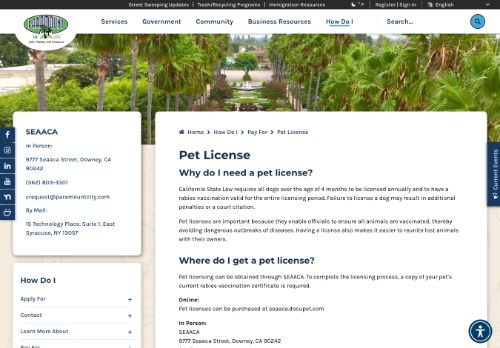 Street Sweeping Updates | Trash/Recycling Programs | Immigration Resources
° F | Register | Sign In | English
PARAMOUNT
Services Government Community Business Resources How Do I Search...
SEAACA
In Person:
9777 Seaaca Street, Downey, CA
90242
(562) 803-3301
crequest@paramountcity.com
By Mail:
15 Technology Place, Suite 1, East
Syracuse, NY 13057
How Do I
Apply For +
Contact +
Learn More About +
Pay For
Home > How Do I > Pay For > Pet License
Pet License
Why do I need a pet license?
California State Law requires all dogs over the age of 4 months to be licensed annually and to have a
rabies vaccination valid for the entire licensing period. Failure to license a dog may result in additional
penalties or a court citation.
Pet licenses are important because they enable officials to ensure all animals are vaccinated, thereby
avoiding dangerous outbreaks of diseases. Having a license also makes it easier to reunite lost animals
with their owners.
Where do I get a pet license?
Pet licensing can be obtained through SEAACA. To complete the licensing process, a copy of your pet's
current rabies vaccination certificate is required.
Online:
Pet licenses can be purchased at seaaca.docupet.com
In Person:
SEAACA
9777 Seaaca Street, Downey, CA 90242
Current Events